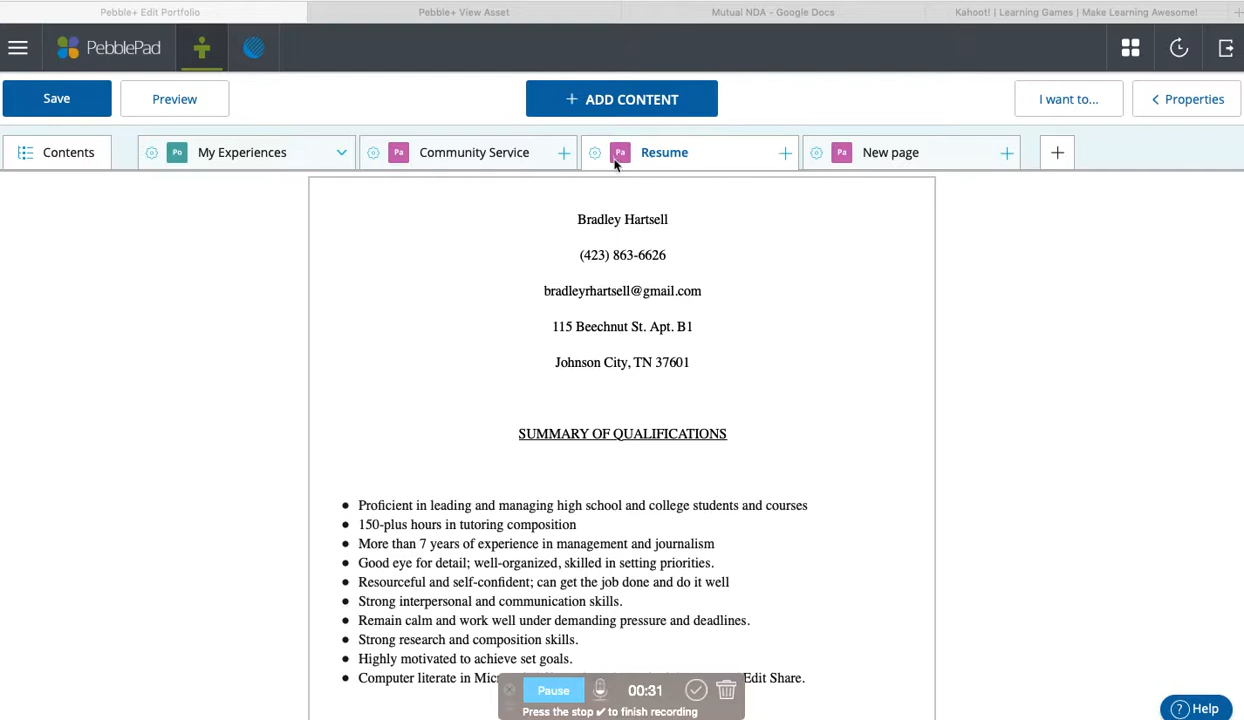 Pebble+ Edit Portfolio
Pebble+ View Asset
Mutual NDA - Google Docs
Kahoot! | Learning Games | Make Learning Awesome!
PebblePad
Save
Preview
+ ADD CONTENT
I want to...
Properties
Contents
Po My Experiences
Pa Community Service
Pa Resume
Pa New page
Bradley Hartsell
(423) 863-6626
bradleyrhartsell@gmail.com
115 Beechnut St. Apt. B1
Johnson City, TN 37601
SUMMARY OF QUALIFICATIONS
● Proficient in leading and managing high school and college students and courses
● 150-plus hours in tutoring composition
● More than 7 years of experience in management and journalism
● Good eye for detail; well-organized, skilled in setting priorities.
● Resourceful and self-confident; can get the job done and do it well
● Strong interpersonal and communication skills.
● Remain calm and work well under demanding pressure and deadlines.
● Strong research and composition skills.
● Highly motivated to achieve set goals.
● Computer literate in Edit Share.
Pause
00:31
Press the stop ✔ to finish recording
? Help